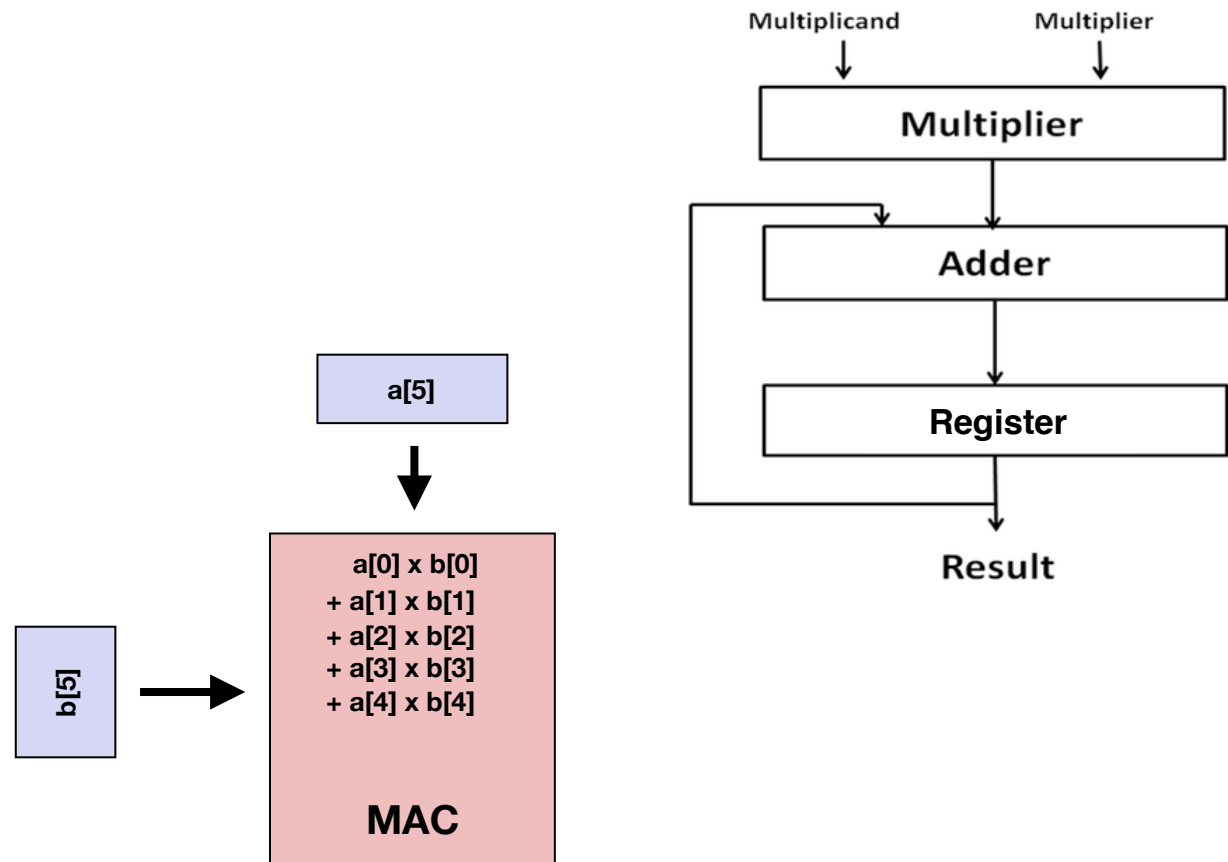 Multiplicand
Multiplier
Multiplier
Adder
Register
Result
a[5]
b[5]
a[0] x b[0]
+ a[1] x b[1]
+ a[2] x b[2]
+ a[3] x b[3]
+ a[4] x b[4]
MAC